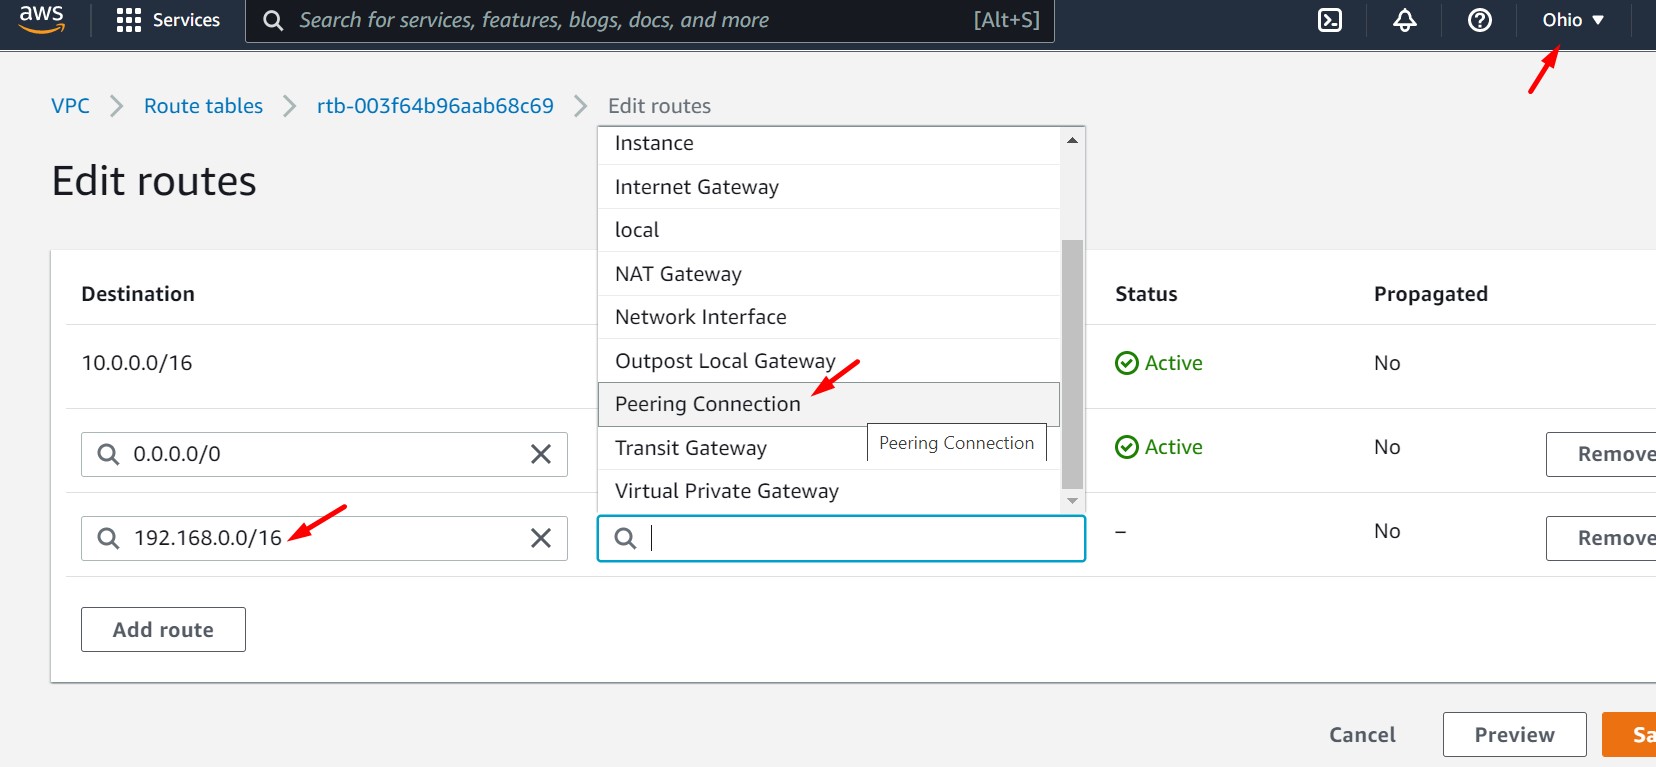 aws Services Search for services, features, blogs, docs, and more [Alt+S] Ohio
VPC Route tables rtb-003f64b96aab68c69 Edit routes
Edit routes
Instance
Internet Gateway
local
NAT Gateway
Network Interface
Outpost Local Gateway
Peering Connection
Peering Connection
Transit Gateway
Virtual Private Gateway
Destination Status Propagated
10.0.0.0/16 Active No
0.0.0.0/0 Active No Remove
192.168.0.0/16 – No Remove
Add route
Cancel Preview Sa